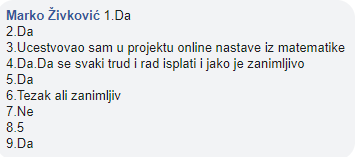 Marko Živković 1.Da
2.Da
3.Ucestvovao sam u projektu online nastave iz matematike
4.Da.Da se svaki trud i rad isplati i jako je zanimljivo
5.Da
6.Tezak ali zanimljiv
7.Ne
8.5
9.Da